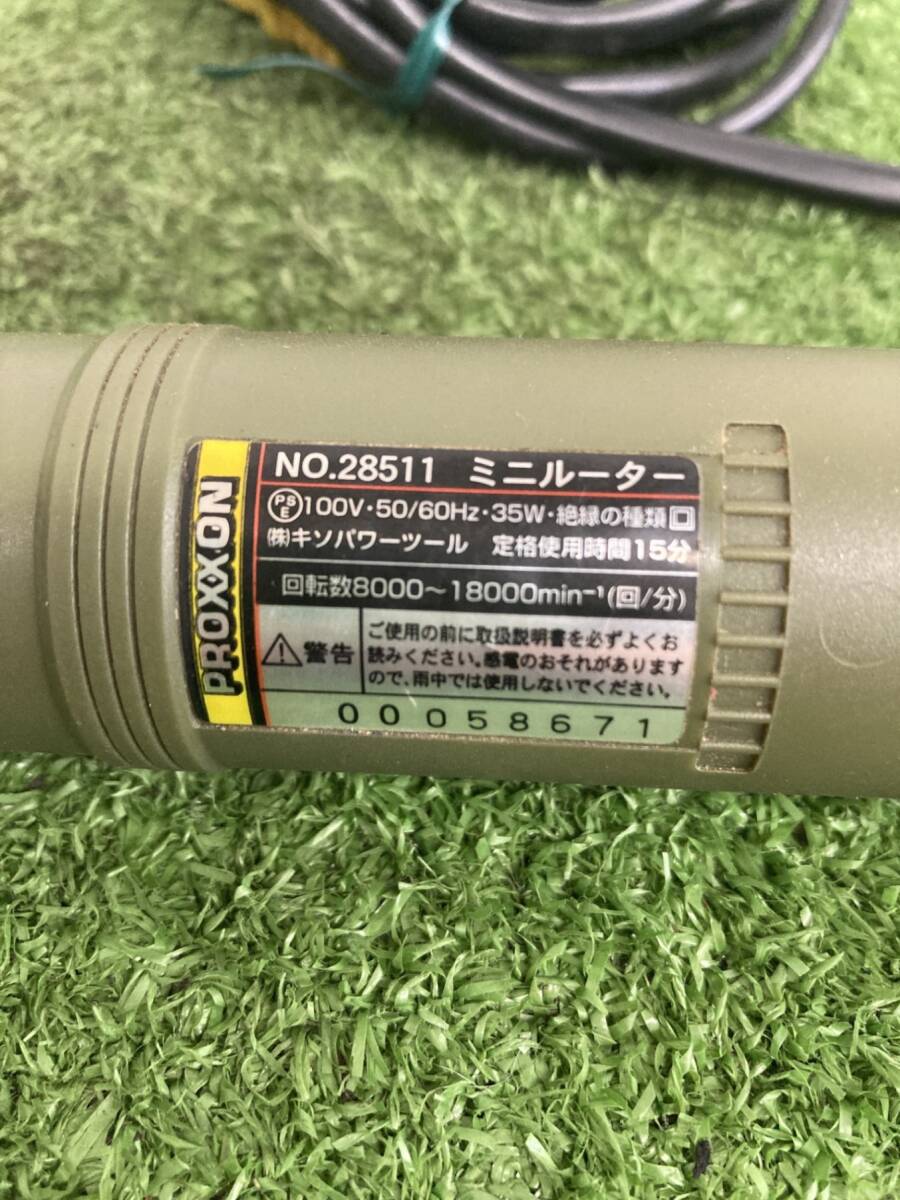 PROXXON
NO.28511 ミニルーター
PSE 100V・50/60Hz・35W・絶縁の種類回
㈱キソパワーツール 定格使用時間15分
回転数8000～18000min⁻¹(回/分)
警告
ご使用の前に取扱説明書を必ずよくお
読みください。感電のおそれがあります
ので、雨中では使用しないでください。
00058671